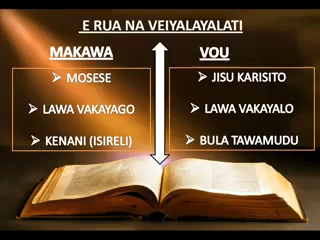 E RUA NA VEIYALAYALATI
MAKAWA
VOU
MOSESE
LAWA VAKAYAGO
KENANI (ISIRELI)
JISU KARISITO
LAWA VAKAYALO
BULA TAWAMUDU